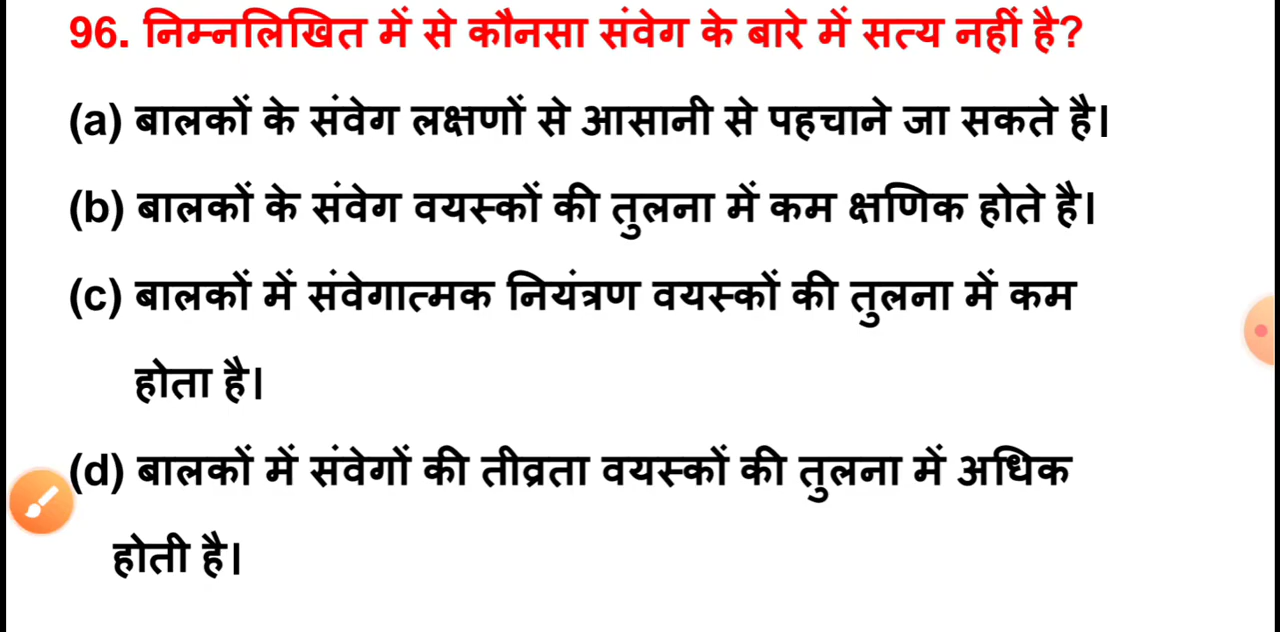 96. निम्नलिखित में से कौनसा संवेग के बारे में सत्य नहीं है?
(a) बालकों के संवेग लक्षणों से आसानी से पहचाने जा सकते है।
(b) बालकों के संवेग वयस्कों की तुलना में कम क्षणिक होते है।
(c) बालकों में संवेगात्मक नियंत्रण वयस्कों की तुलना में कम
होता है।
(d) बालकों में संवेगों की तीव्रता वयस्कों की तुलना में अधिक
होती है।